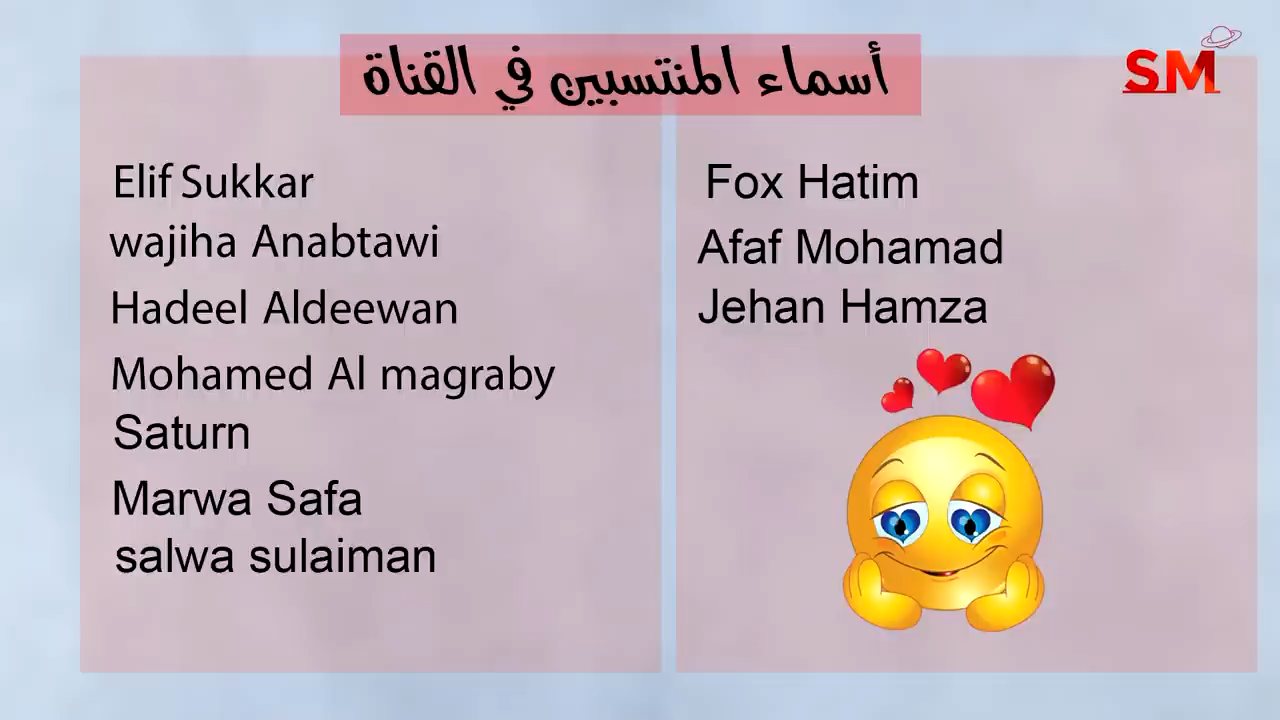 أسماء المنتسبين في القناة
SM
Elif Sukkar
wajiha Anabtawi
Hadeel Aldeewan
Mohamed Al magraby
Saturn
Marwa Safa
salwa sulaiman
Fox Hatim
Afaf Mohamad
Jehan Hamza